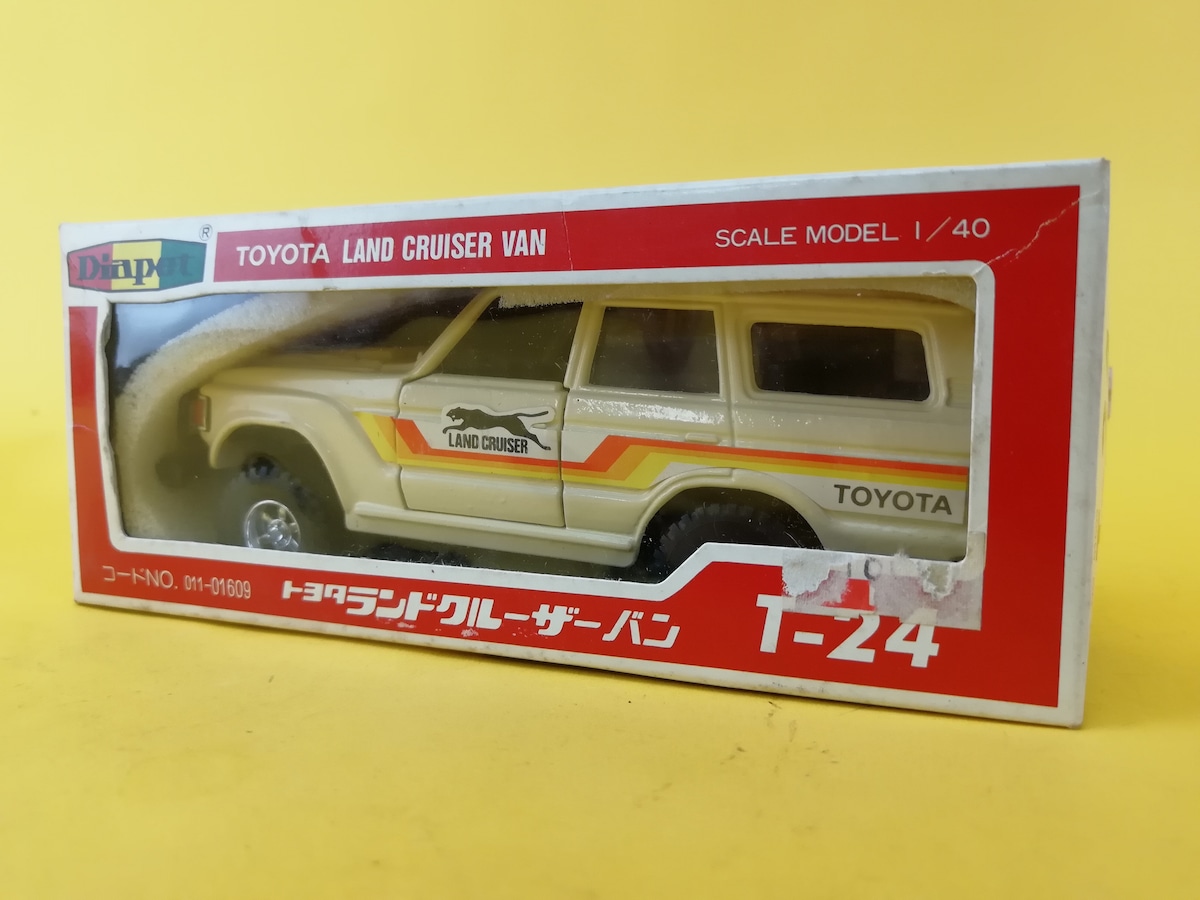 Diapet ®
TOYOTA LAND CRUISER VAN
SCALE MODEL 1/40
LAND CRUISER
TOYOTA
コードNO. 011-01609
トヨタランドクルーザーバン
T-24